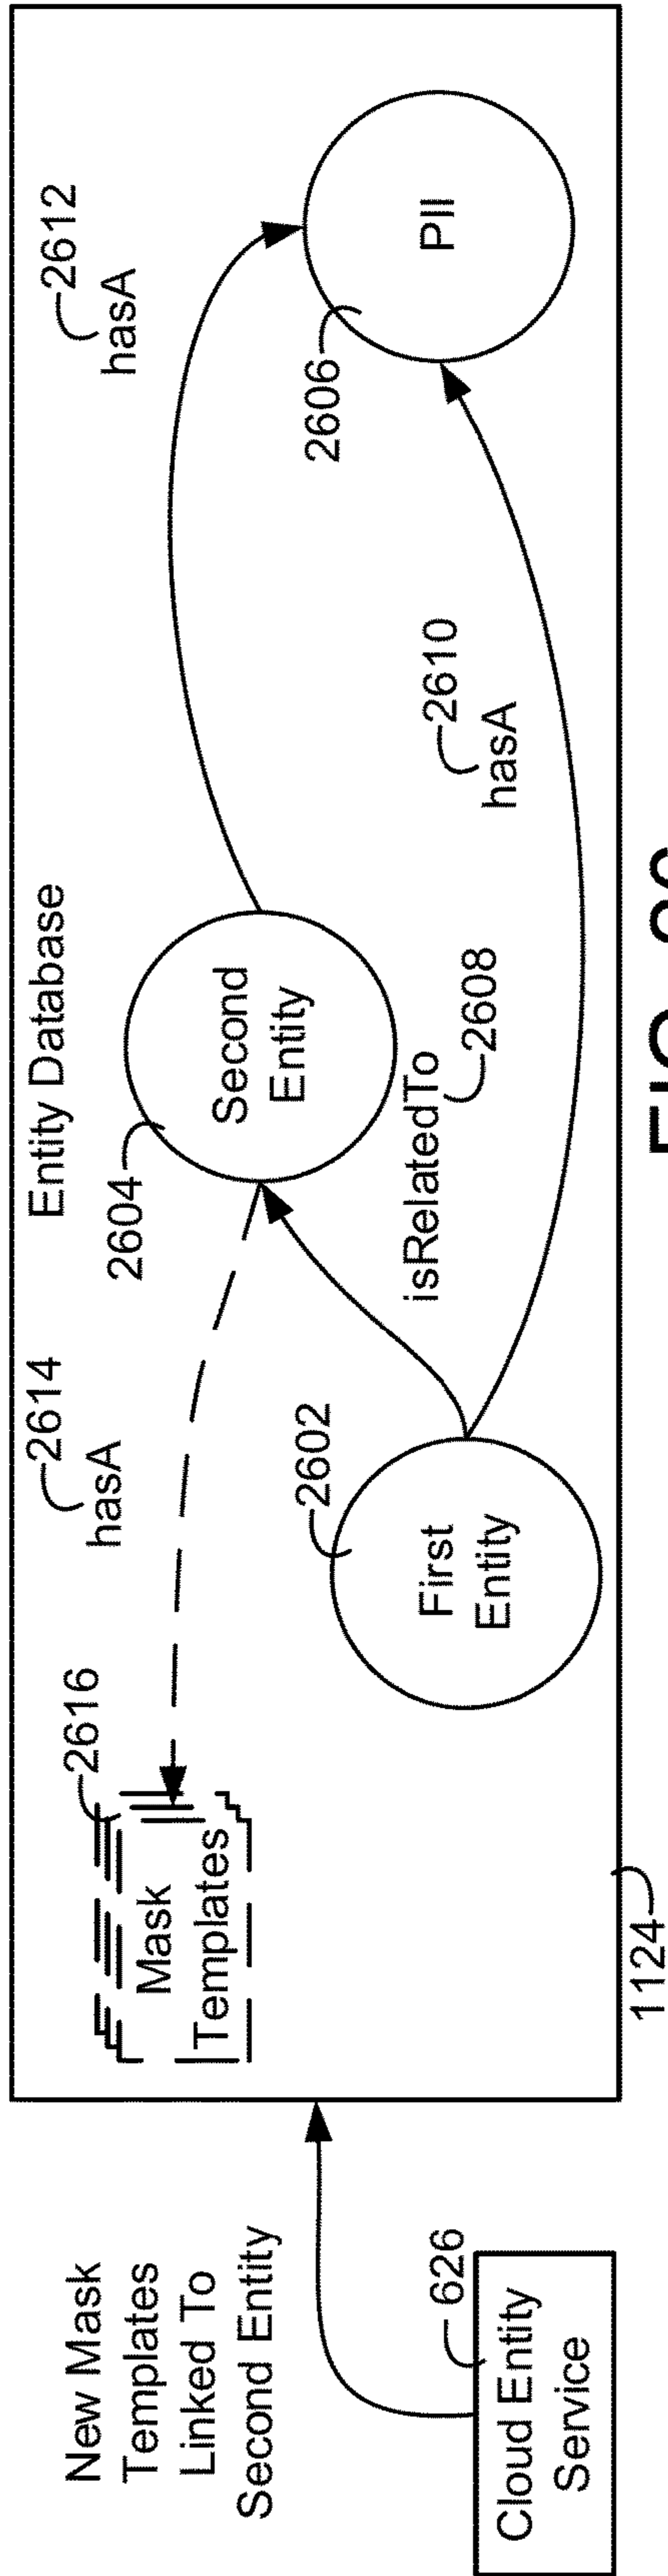 Entity Database
2614
hasA
2612
hasA
2616
Mask
Templates
2604
Second
Entity
2602
First
Entity
isRelatedTo
2608
2610
hasA
2606
PII
New Mask
Templates
Linked To
Second Entity
626
Cloud Entity
Service
1124
FIG.